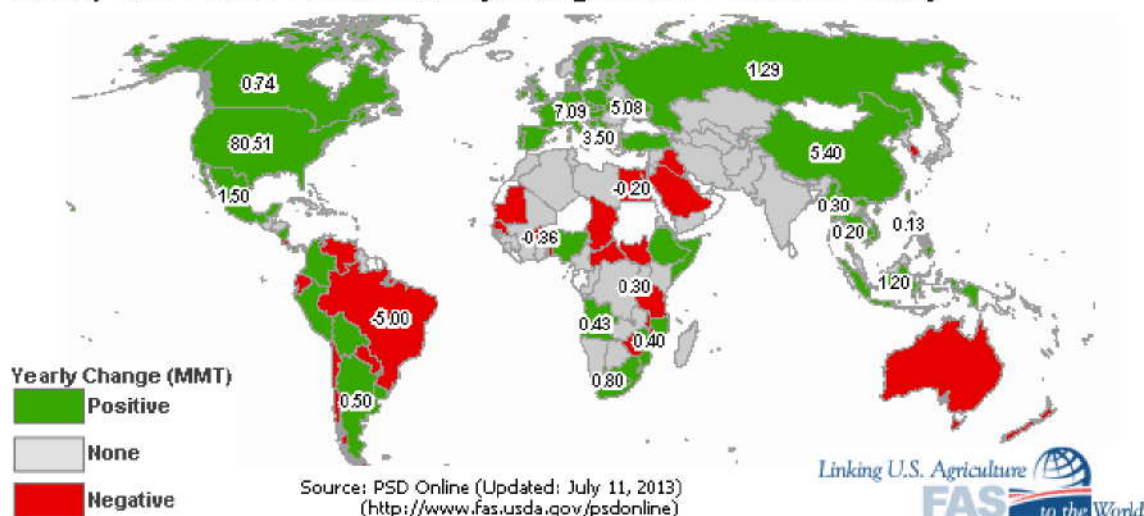 0.74
1.29
80.51
7.09
5.08
3.50
5.40
1.50
-0.20
0.30
-0.36
0.20
0.13
0.30
1.20
-5.00
0.43
0.40
0.80
0.50
Yearly Change (MMT)
Positive
None
Negative
Source: PSD Online (Updated: July 11, 2013)
(http://www.fas.usda.gov/psdonline)
Linking U.S. Agriculture
FAS
to the World